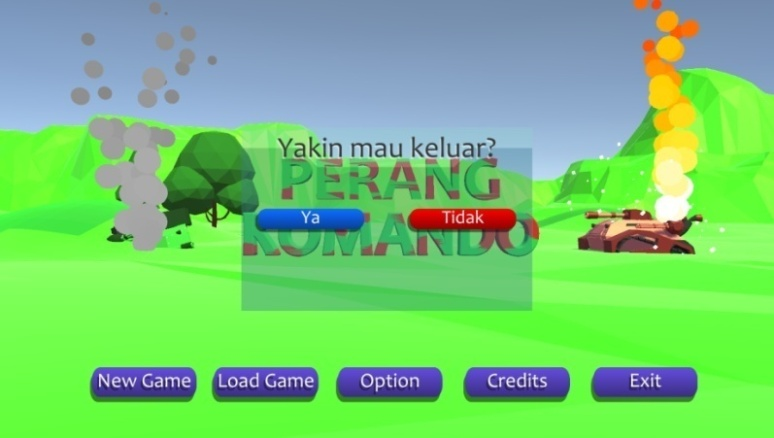 Yakin mau keluar?
PERANG
Ya
Tidak
KOMANDO
New Game
Load Game
Option
Credits
Exit